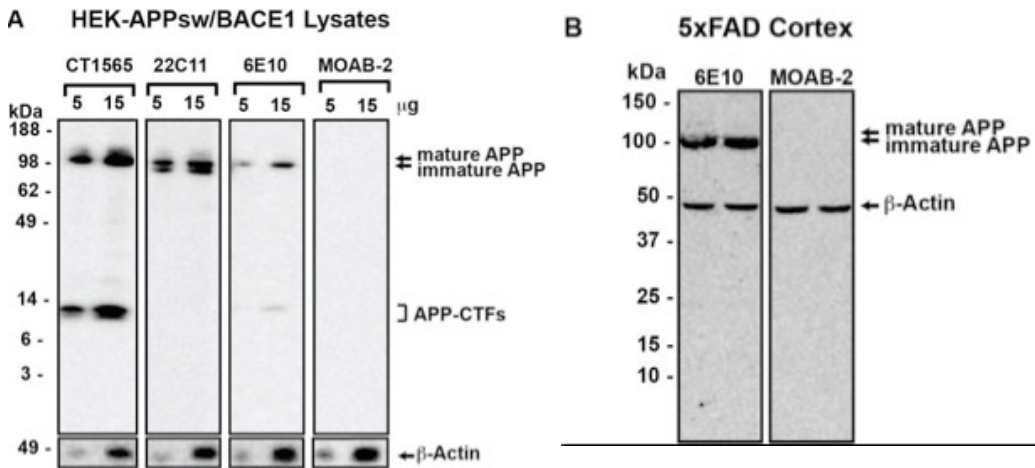 A HEK-APPsw/BACE1 Lysates
CT1565 22C11 6E10 MOAB-2
5 15 5 15 5 15 5 15 μg
kDa
188 -
98 -
62 -
49 -
14 -
6 -
3 -
49 -
mature APP
immature APP
APP-CTFs
β-Actin
B 5xFAD Cortex
kDa 6E10 MOAB-2
150 -
100 -
50 -
37 -
25 -
15 -
10 -
mature APP
immature APP
β-Actin